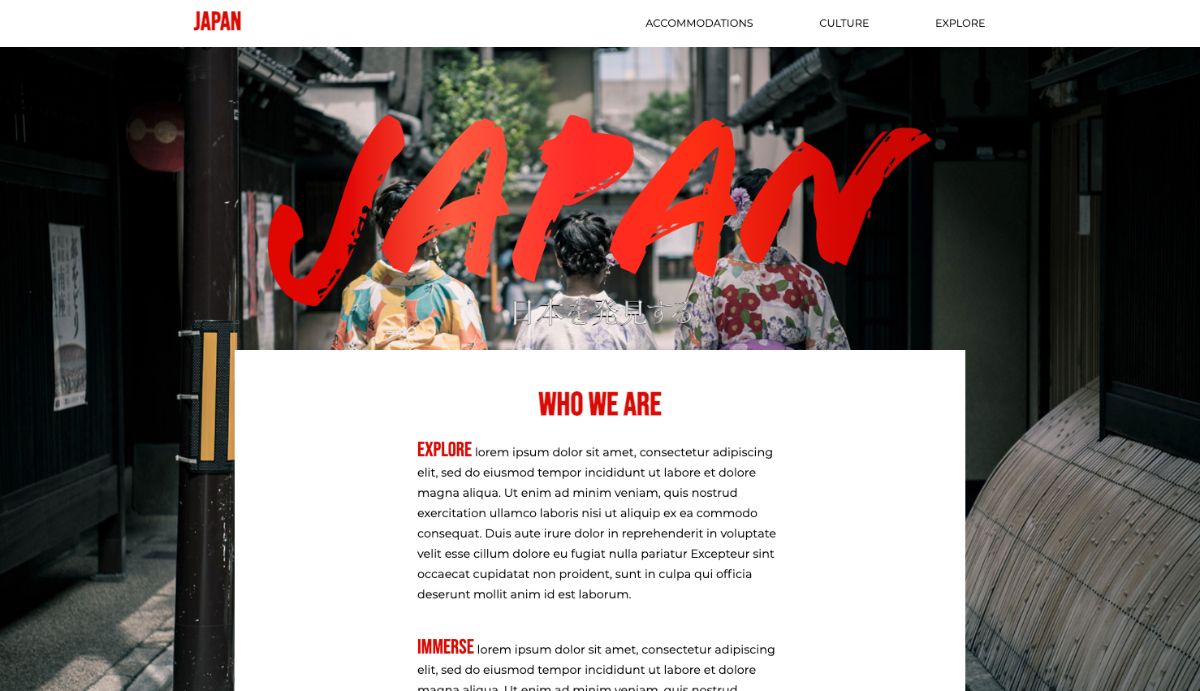 JAPAN
ACCOMMODATIONS CULTURE EXPLORE
JAPAN
日本を発見する
WHO WE ARE
EXPLORE lorem ipsum dolor sit amet, consectetur adipiscing
elit, sed do eiusmod tempor incididunt ut labore et dolore
magna aliqua. Ut enim ad minim veniam, quis nostrud
exercitation ullamco laboris nisi ut aliquip ex ea commodo
consequat. Duis aute irure dolor in reprehenderit in voluptate
velit esse cillum dolore eu fugiat nulla pariatur Excepteur sint
occaecat cupidatat non proident, sunt in culpa qui officia
deserunt mollit anim id est laborum.
IMMERSE lorem ipsum dolor sit amet, consectetur adipiscing
elit, sed do eiusmod tempor incididunt ut labore et dolore
magna aliqua. Ut enim ad minim veniam, quis nostrud